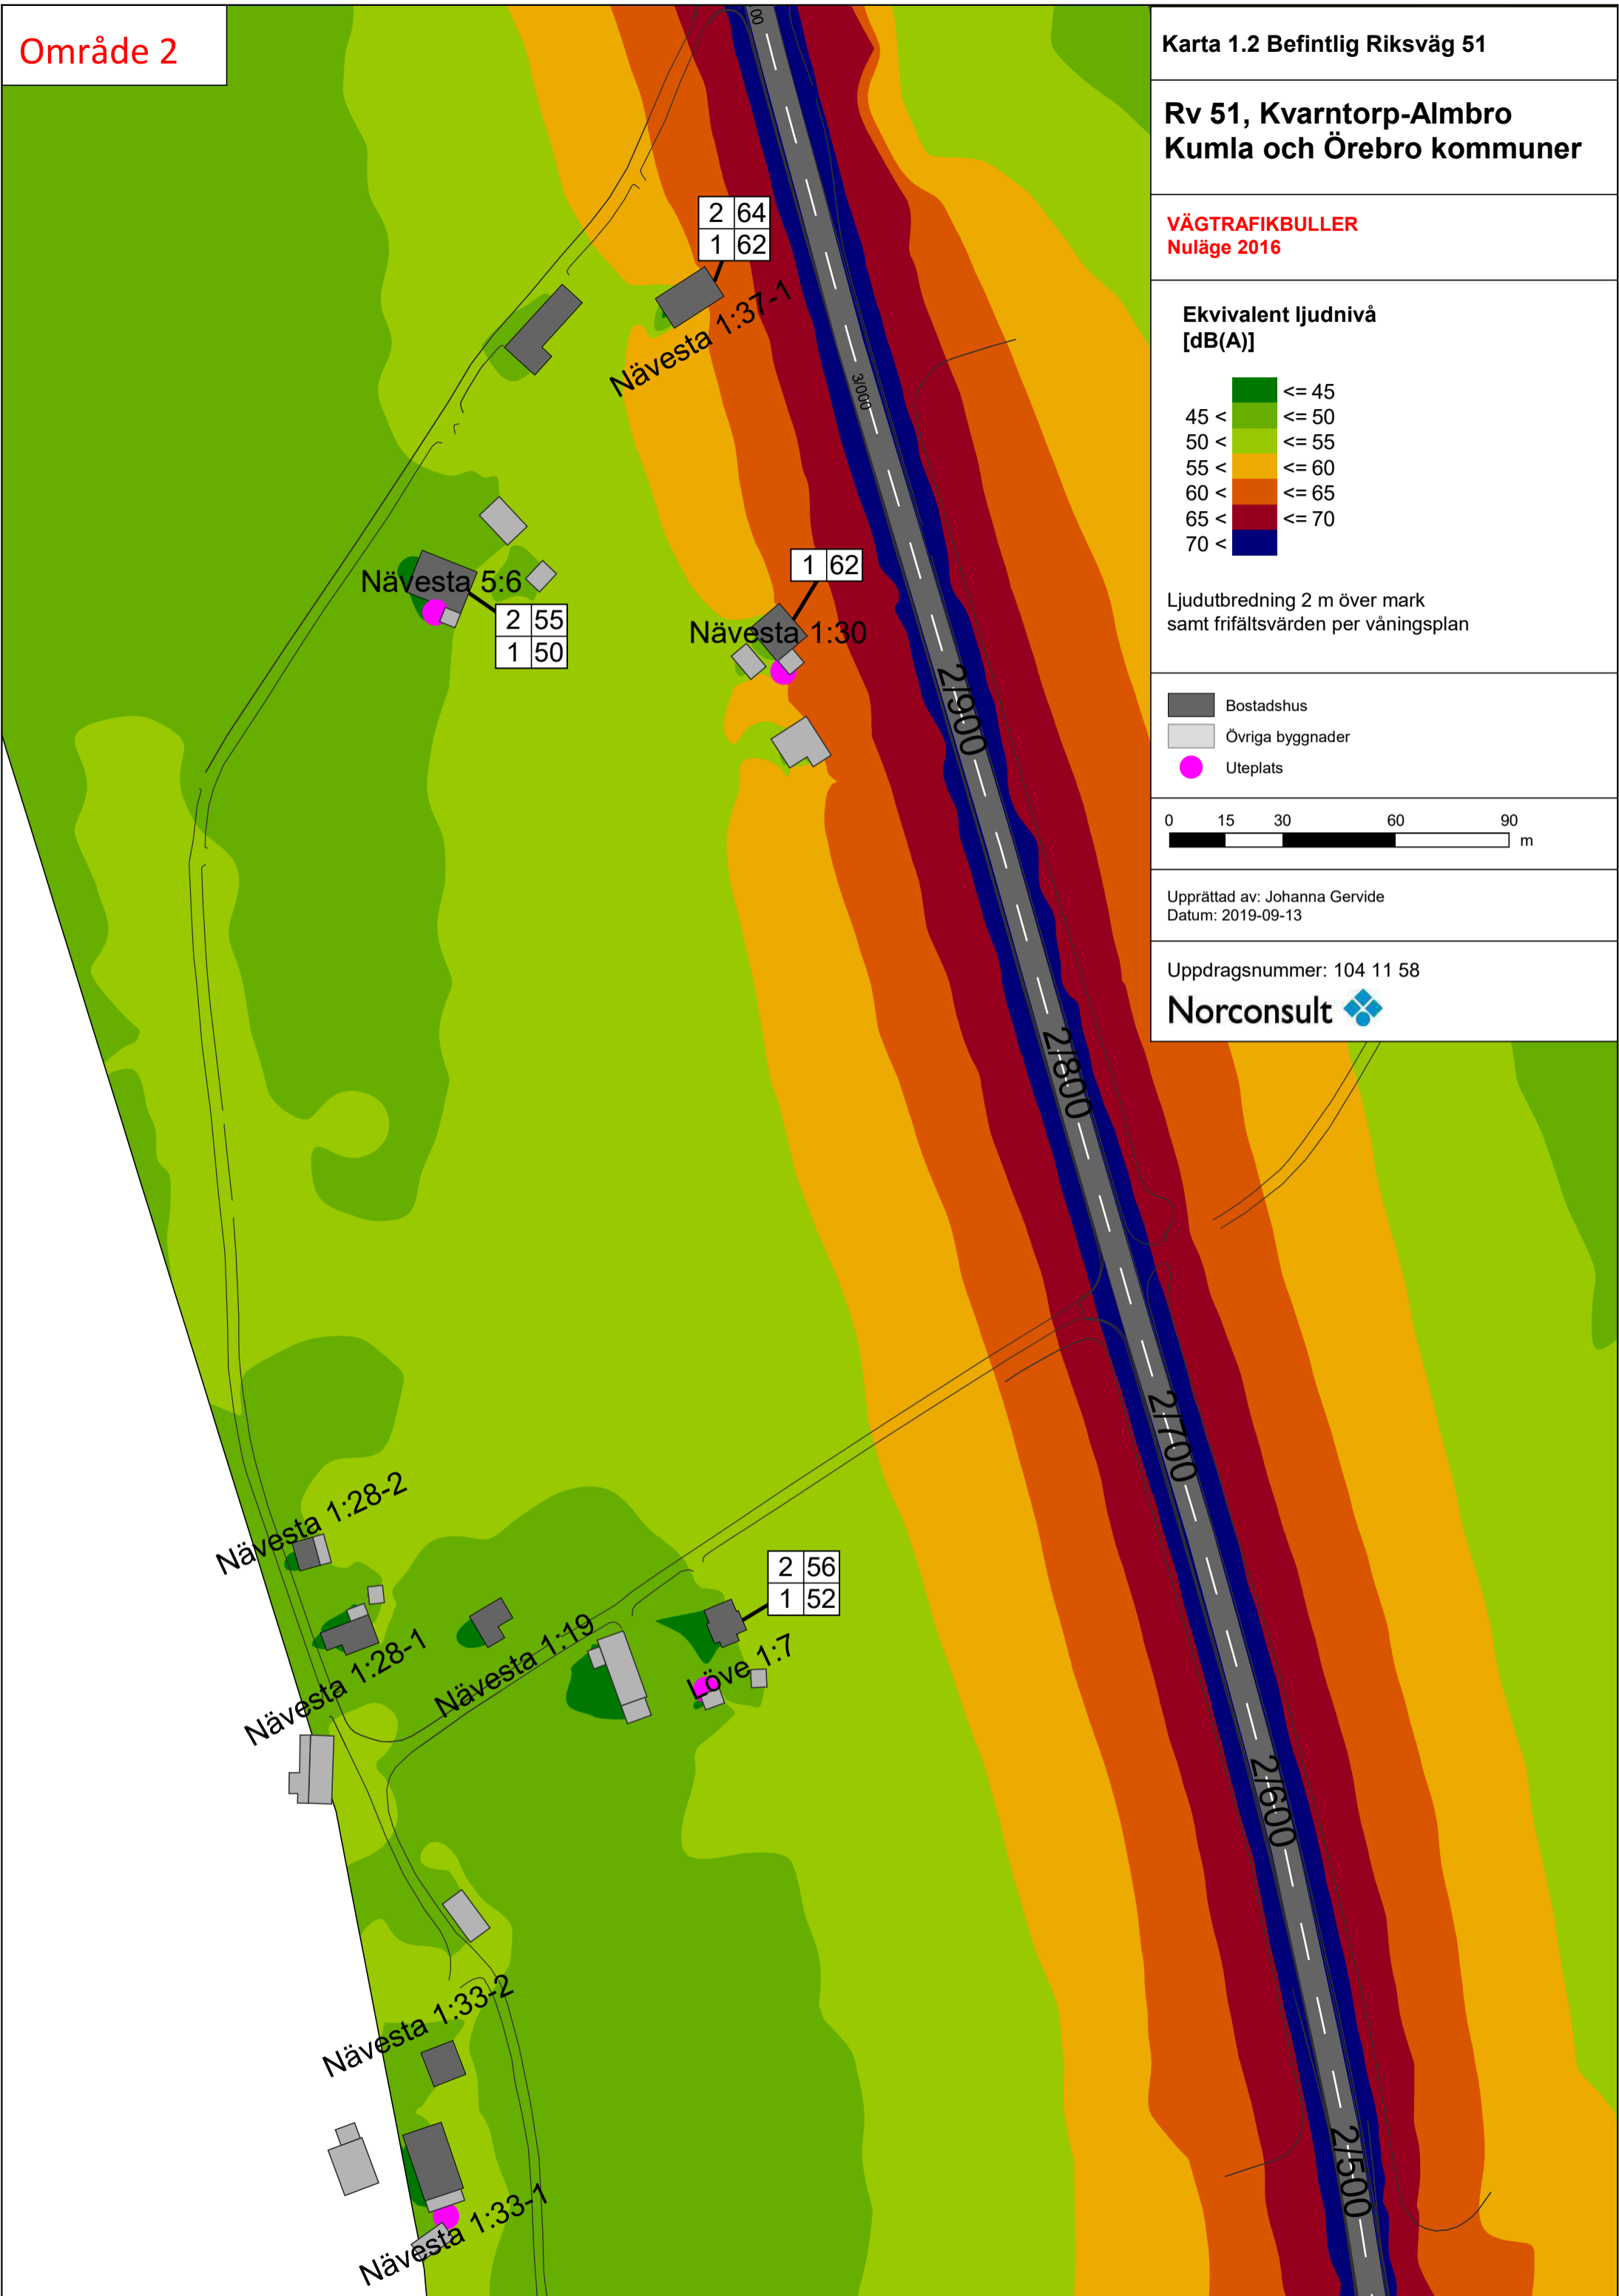 Område 2
Karta 1.2 Befintlig Riksväg 51
Rv 51, Kvarntorp-Almbro
Kumla och Örebro kommuner
VÄGTRAFIKBULLER
Nuläge 2016
Ekvivalent ljudnivå
[dB(A)]
<= 45
45 < <= 50
50 < <= 55
55 < <= 60
60 < <= 65
65 < <= 70
70 <
Ljudutbredning 2 m över mark
samt frifältsvärden per våningsplan
Bostadshus
Övriga byggnader
Uteplats
0 15 30 60 90
m
Upprättad av: Johanna Gervide
Datum: 2019-09-13
Uppdragsnummer: 104 11 58
Norconsult
00
2 64
1 62
Nävesta 1:37-1
3/000
1 62
Nävesta 5:6
2 55
1 50
Nävesta 1:30
2/900
2/800
2/700
Nävesta 1:28-2
2 56
1 52
Nävesta 1:28-1
Nävesta 1:19
Löve 1:7
2/600
Nävesta 1:33-2
2/500
Nävesta 1:33-1